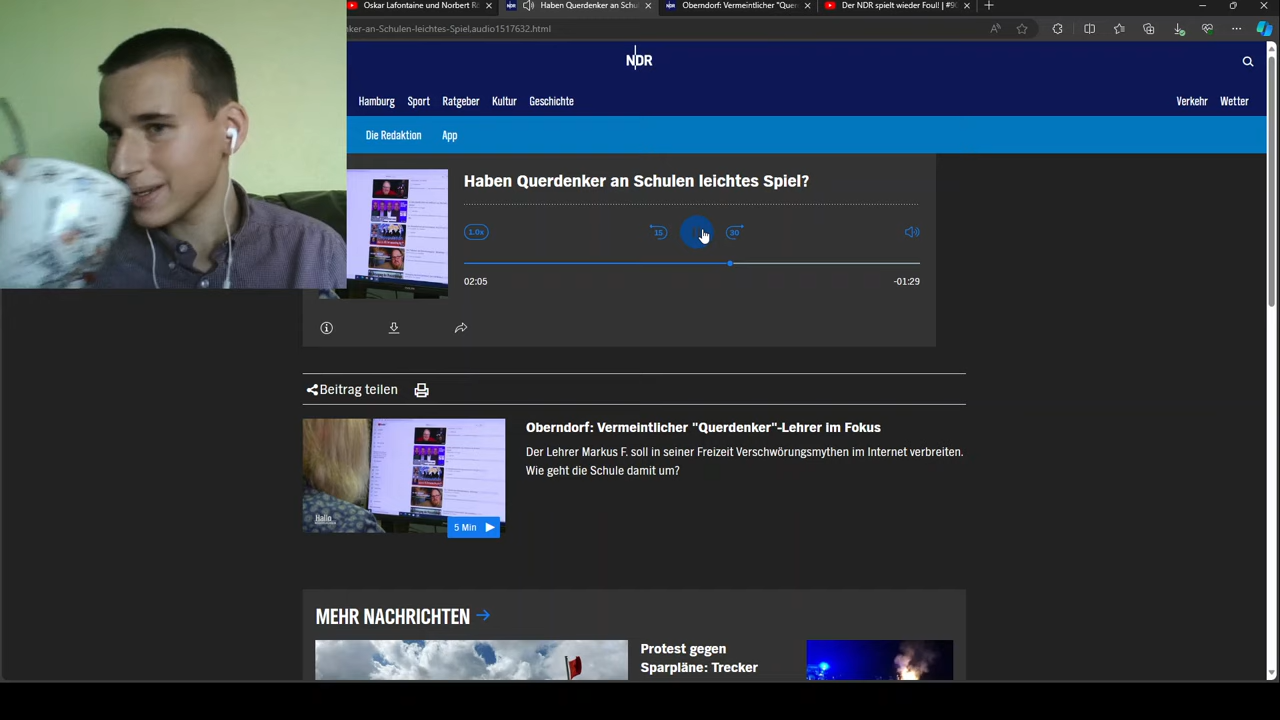 Oskar Lafontaine und Norbert R
Haben Querdenker an Schul
Oberndorf: Vermeintlicher "Quer
Der NDR spielt wieder Foul! | #9
ker-an-Schulen-leichtes-Spiel,audio1517632.html
NDR
Hamburg Sport Ratgeber Kultur Geschichte Verkehr Wetter
Die Redaktion App
Haben Querdenker an Schulen leichtes Spiel?
1.0x 15 30
02:05 -01:29
Beitrag teilen
Oberndorf: Vermeintlicher "Querdenker"-Lehrer im Fokus
Der Lehrer Markus F. soll in seiner Freizeit Verschwörungsmythen im Internet verbreiten.
Wie geht die Schule damit um?
Hallo
5 Min
MEHR NACHRICHTEN
Protest gegen
Sparpläne: Trecker